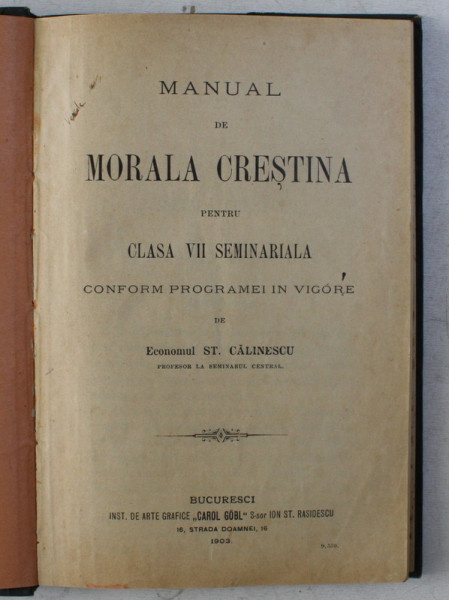 MANUAL
DE
MORALA CREȘTINA
PENTRU
CLASA VII SEMINARIALA
CONFORM PROGRAMEI IN VIGÓRE
DE
Economul ST. CĂLINESCU
PROFESOR LA SEMINARUL CENTRAL.
BUCURESCI
INST. DE ARTE GRAFICE „CAROL GÖBL" S-sor ION ST. RASIDESCU
16, STRADA DOAMNEI, 16
1903.